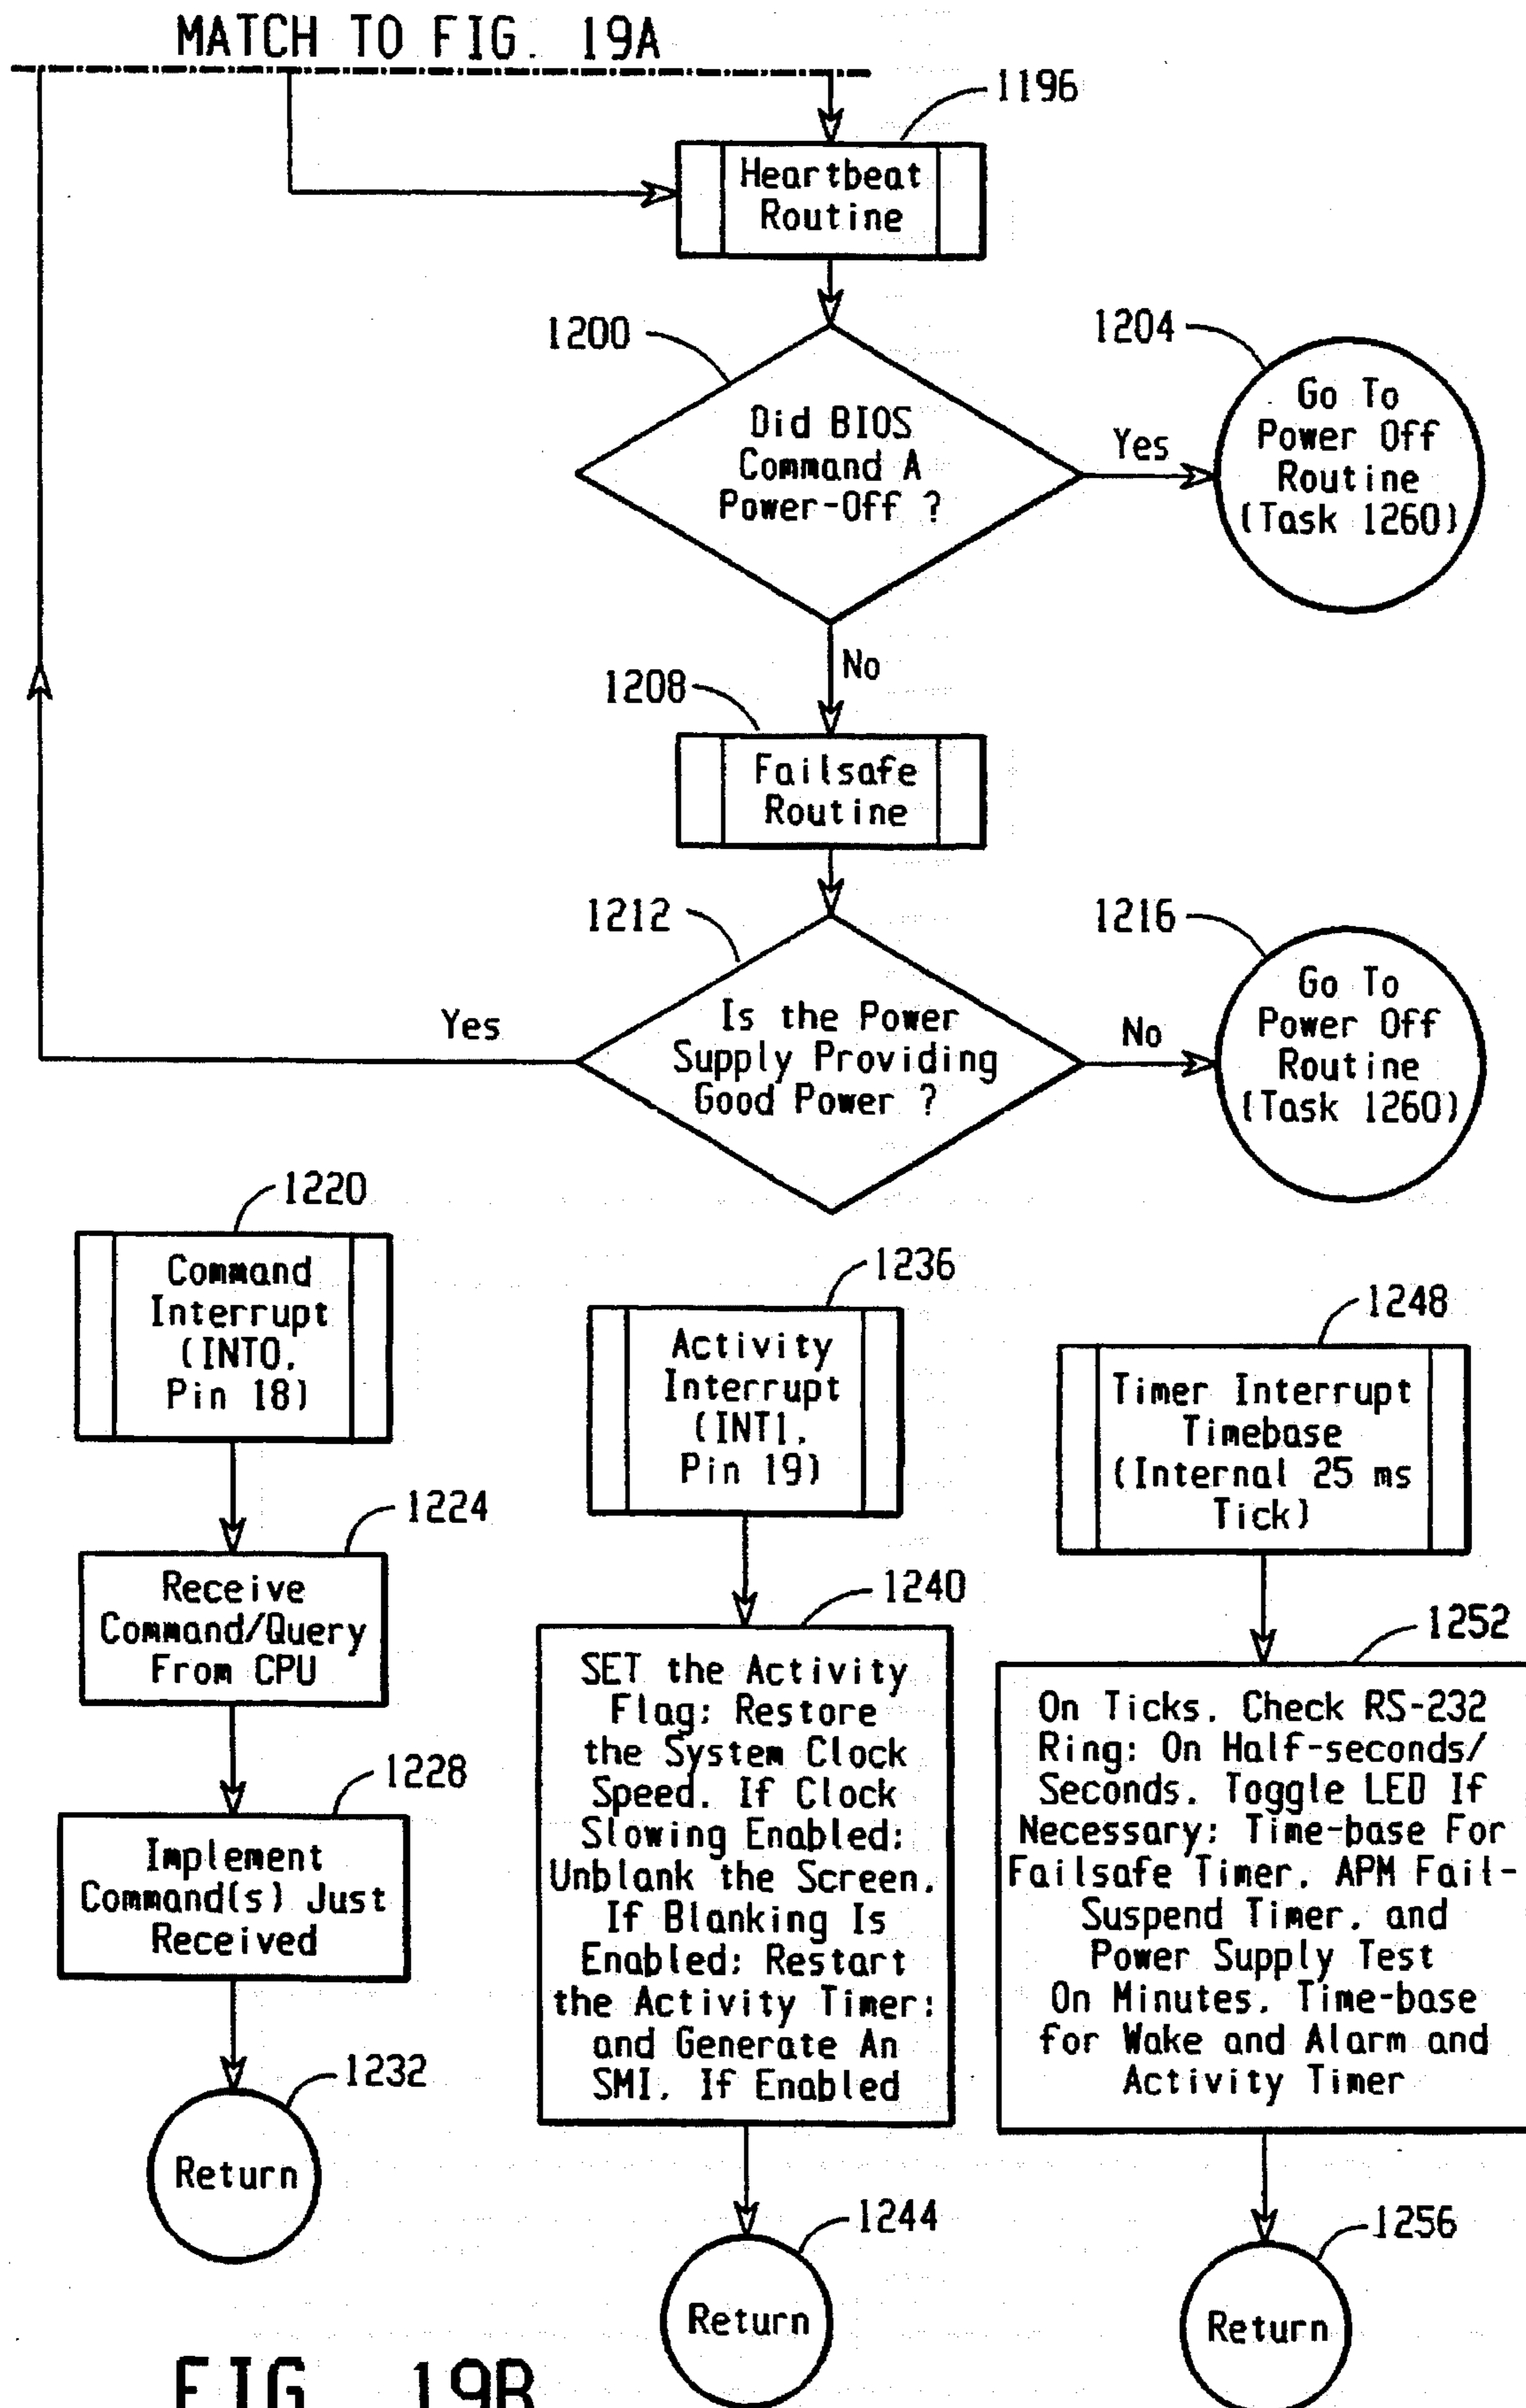 MATCH TO FIG. 19A
1196
Heartbeat
Routine
1200
Did BIOS
Command A
Power-Off ?
Yes
1204
Go To
Power Off
Routine
(Task 1260)
No
1208
Failsafe
Routine
1212
Is the Power
Supply Providing
Good Power ?
Yes
No
1216
Go To
Power Off
Routine
(Task 1260)
1220
Command
Interrupt
(INT0,
Pin 18)
1224
Receive
Command/Query
From CPU
1228
Implement
Command(s) Just
Received
1232
Return
1236
Activity
Interrupt
(INT1,
Pin 19)
1240
SET the Activity
Flag; Restore
the System Clock
Speed, If Clock
Slowing Enabled;
Unblank the Screen,
If Blanking Is
Enabled; Restart
the Activity Timer;
and Generate An
SMI, If Enabled
1244
Return
1248
Timer Interrupt
Timebase
(Internal 25 ms
Tick)
1252
On Ticks, Check RS-232
Ring; On Half-seconds/
Seconds, Toggle LED If
Necessary; Time-base For
Failsafe Timer, APM Fail-
Suspend Timer, and
Power Supply Test
On Minutes, Time-base
for Wake and Alarm and
Activity Timer
1256
Return
FIG. 19B